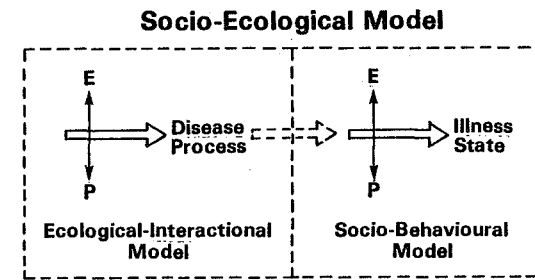 Socio-Ecological Model
E
Disease
Process
P
Ecological-Interactional
Model
E
Illness
State
P
Socio-Behavioural
Model